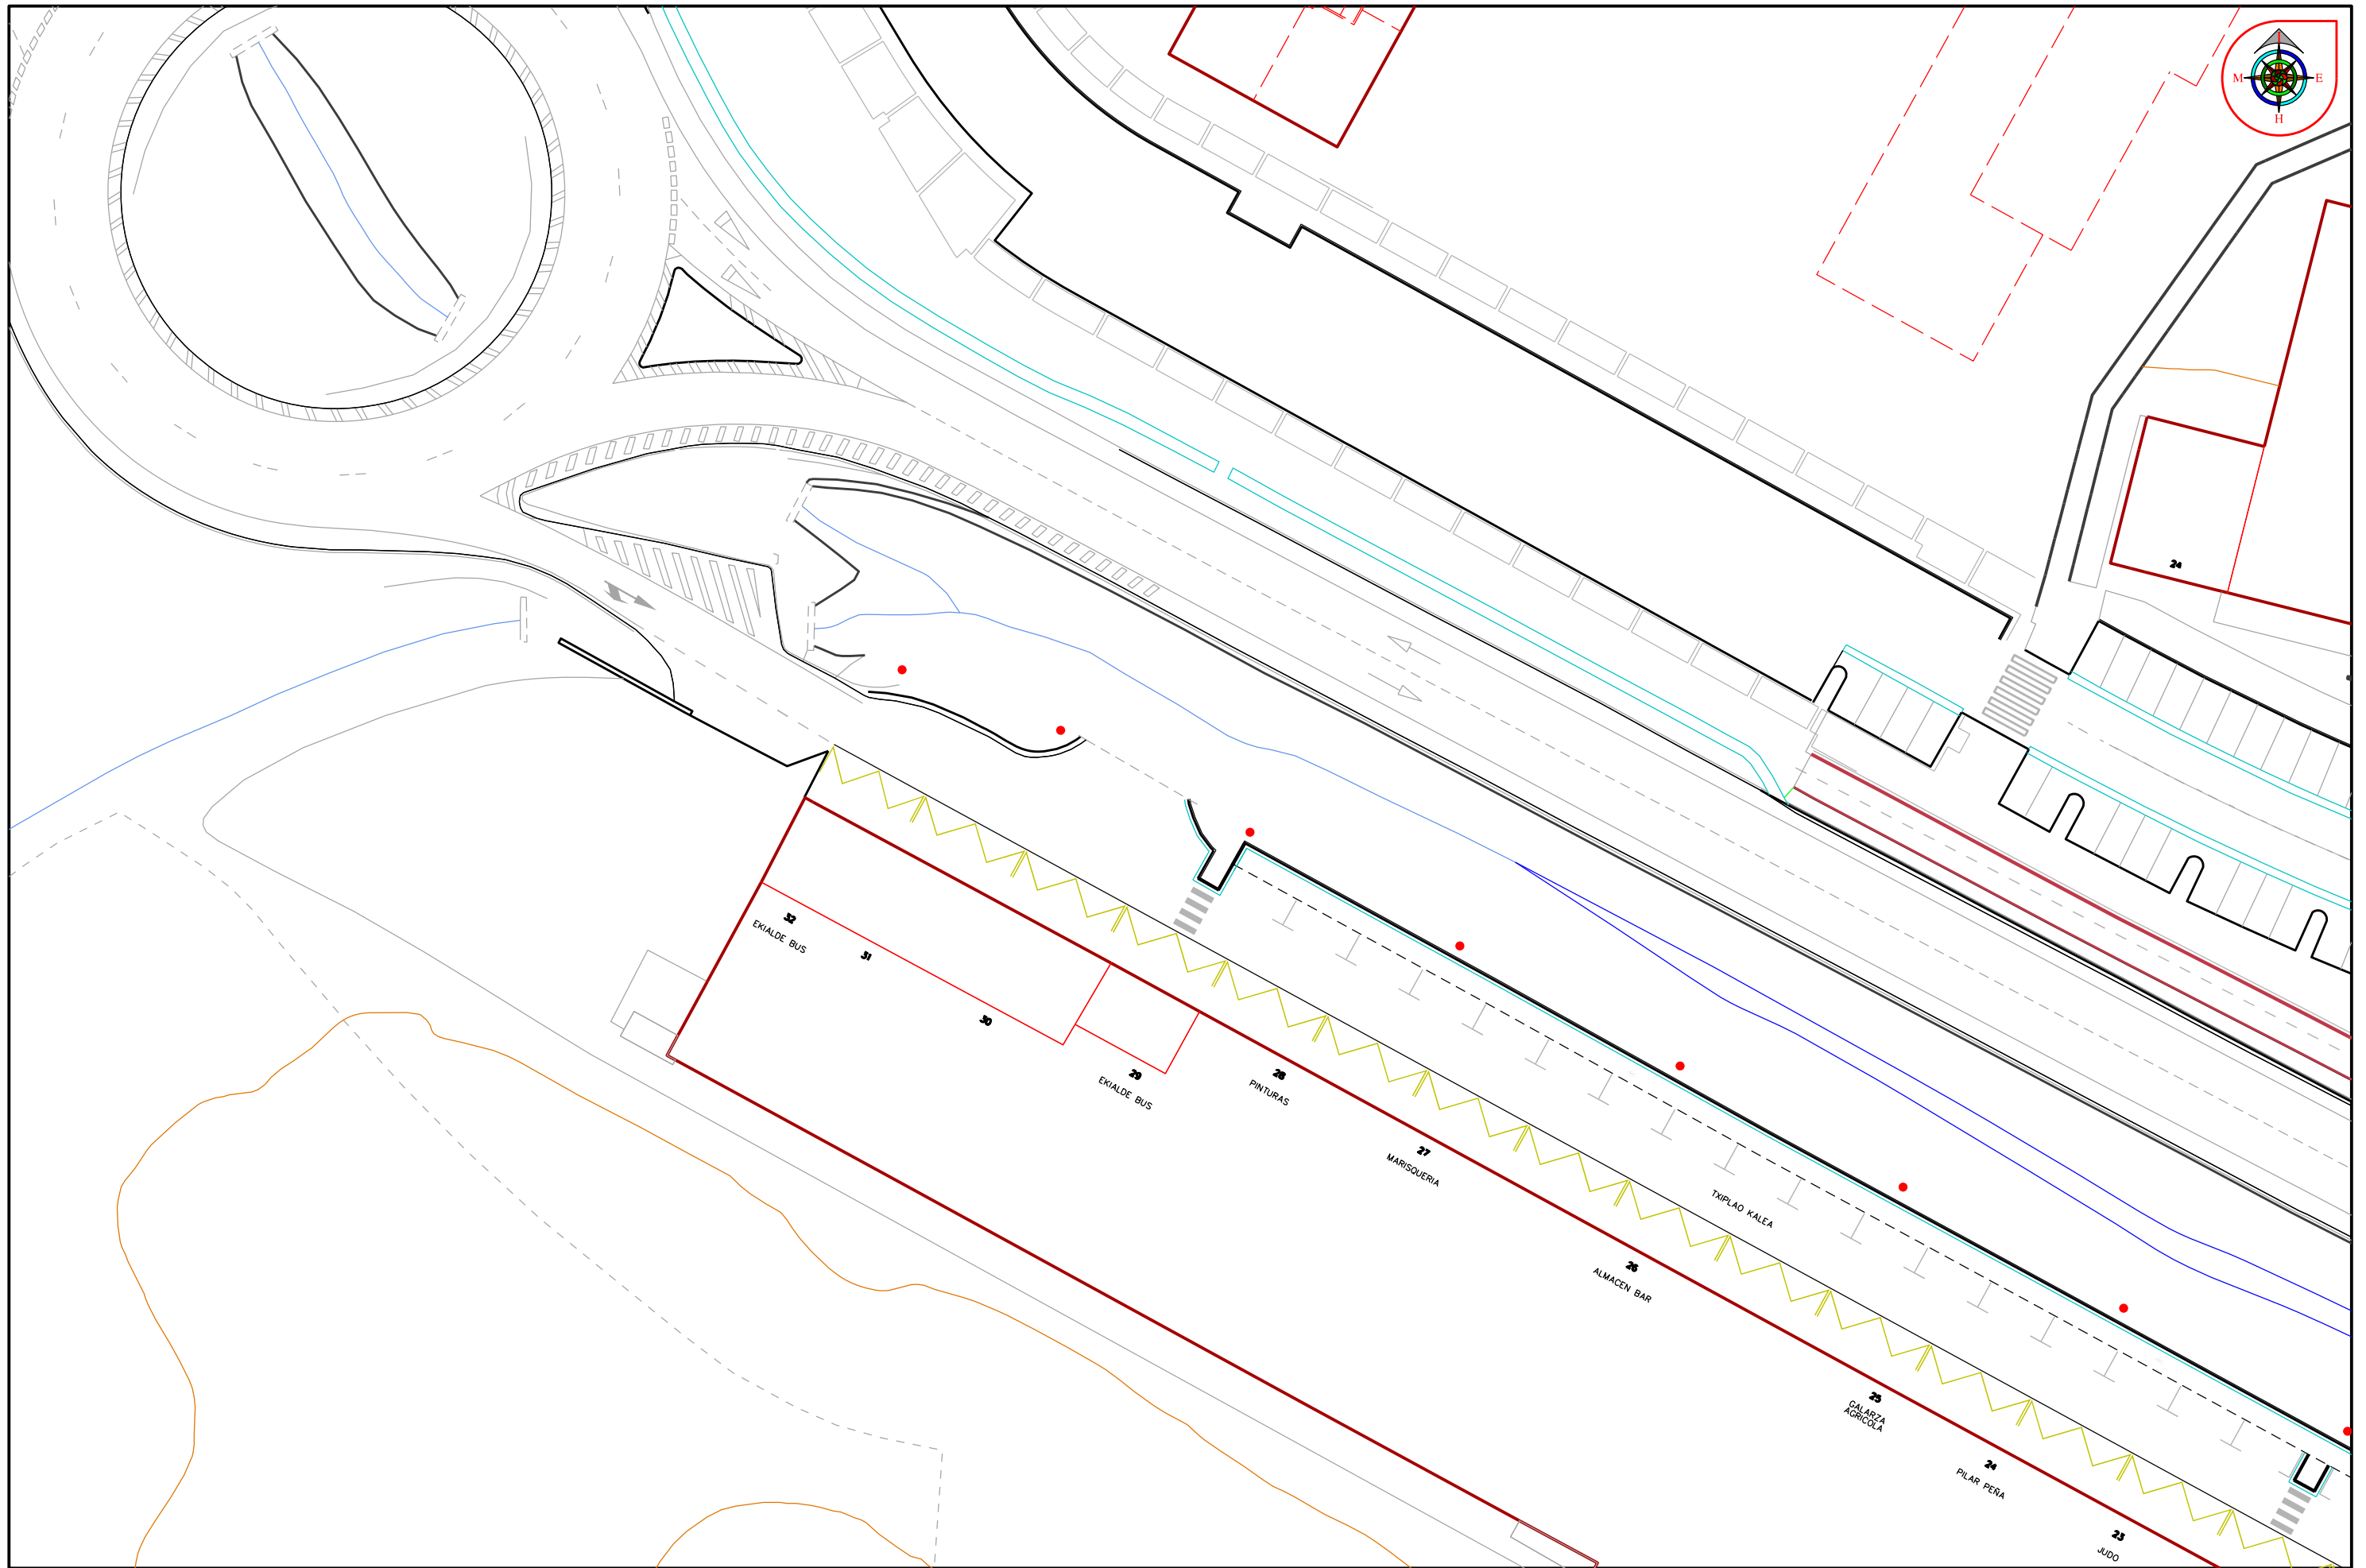 I
M E
H
24
32
EKIALDE BUS
31
30
29
EKIALDE BUS
28
PINTURAS
27
MARISQUERIA
TXIPLAO KALEA
26
ALMACEN BAR
25
GALARZA
AGRICOLA
24
PILAR PEÑA
23
JUDO